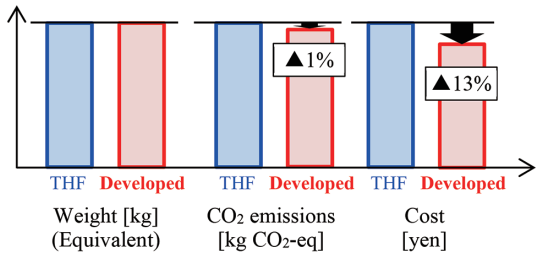 ▲1%
▲13%
THF Developed THF Developed THF Developed
Weight [kg] CO₂ emissions Cost
(Equivalent) [kg CO₂-eq] [yen]